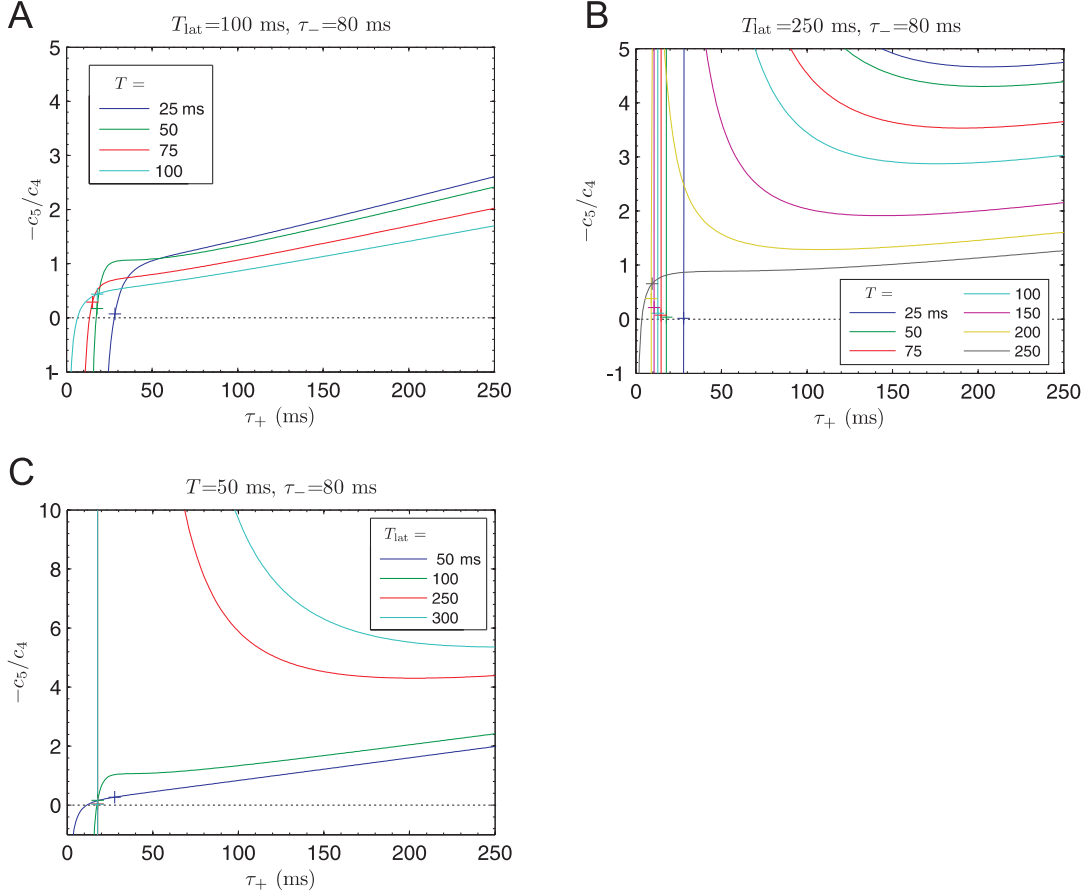 A
T_lat=100 ms, τ_−=80 ms
−c_5/c_4
5
4
3
2
1
0
1-
T =
25 ms
50
75
100
0 50 100 150 200 250
τ_+ (ms)
B
T_lat=250 ms, τ_−=80 ms
−c_5/c_4
5
4
3
2
1
0
-1
T =
25 ms
50
75
100
150
200
250
0 50 100 150 200 250
τ_+ (ms)
C
T=50 ms, τ_−=80 ms
−c_5/c_4
10
8
6
4
2
0
T_lat =
50 ms
100
250
300
0 50 100 150 200 250
τ_+ (ms)